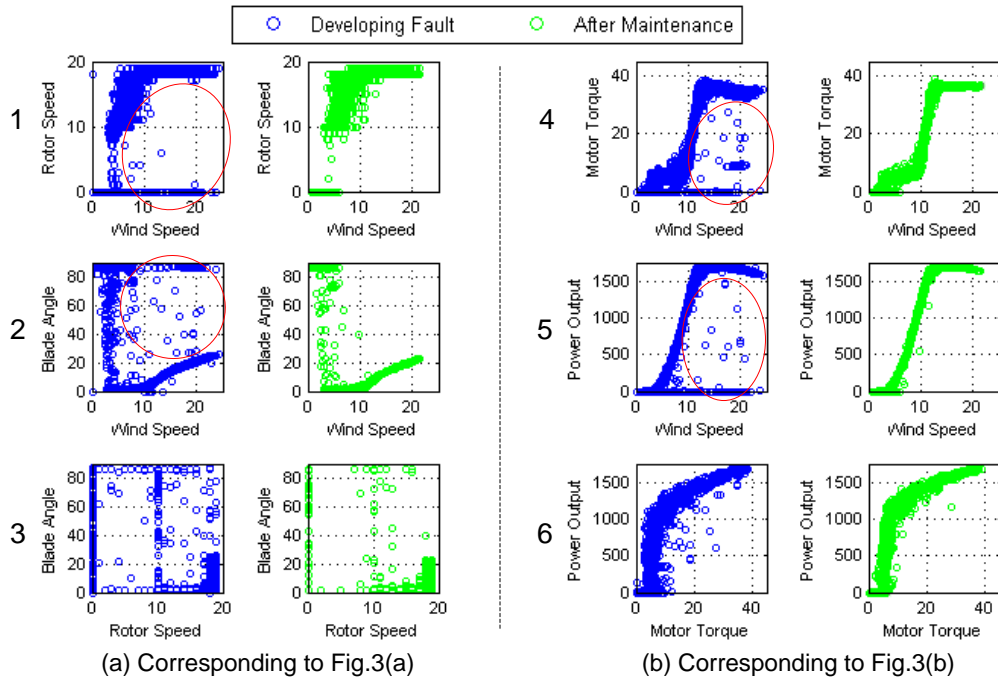 Developing Fault After Maintenance
1
Rotor Speed
20
10
0
0 10 20
Wind Speed
Rotor Speed
20
10
0
0 10 20
Wind Speed
4
Motor Torque
40
20
0
0 10 20
Wind Speed
Motor Torque
40
20
0
0 10 20
Wind Speed
2
Blade Angle
80
60
40
20
0
0 10 20
Wind Speed
Blade Angle
80
60
40
20
0
0 10 20
Wind Speed
5
Power Output
1500
1000
500
0
0 10 20
Wind Speed
Power Output
1500
1000
500
0
0 10 20
Wind Speed
3
Blade Angle
80
60
40
20
0
0 10 20
Rotor Speed
Blade Angle
80
60
40
20
0
0 10 20
Rotor Speed
6
Power Output
1500
1000
500
0
0 20 40
Motor Torque
Power Output
1500
1000
500
0
0 20 40
Motor Torque
(a) Corresponding to Fig.3(a)
(b) Corresponding to Fig.3(b)